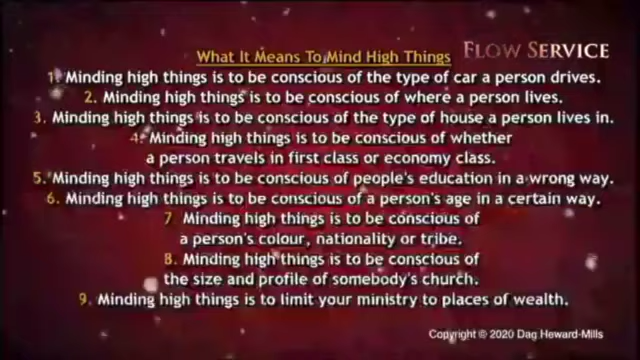 What It Means To Mind High Things
FLOW SERVICE
1. Minding high things is to be conscious of the type of car a person drives.
2. Minding high things is to be conscious of where a person lives.
3. Minding high things is to be conscious of the type of house a person lives in.
4. Minding high things is to be conscious of whether
a person travels in first class or economy class.
5. Minding high things is to be conscious of people's education in a wrong way.
6. Minding high things is to be conscious of a person's age in a certain way.
7 Minding high things is to be conscious of
a person's colour, nationality or tribe.
8. Minding high things is to be conscious of
the size and profile of somebody's church.
9. Minding high things is to limit your ministry to places of wealth.
Copyright © 2020 Dag Heward-Mills